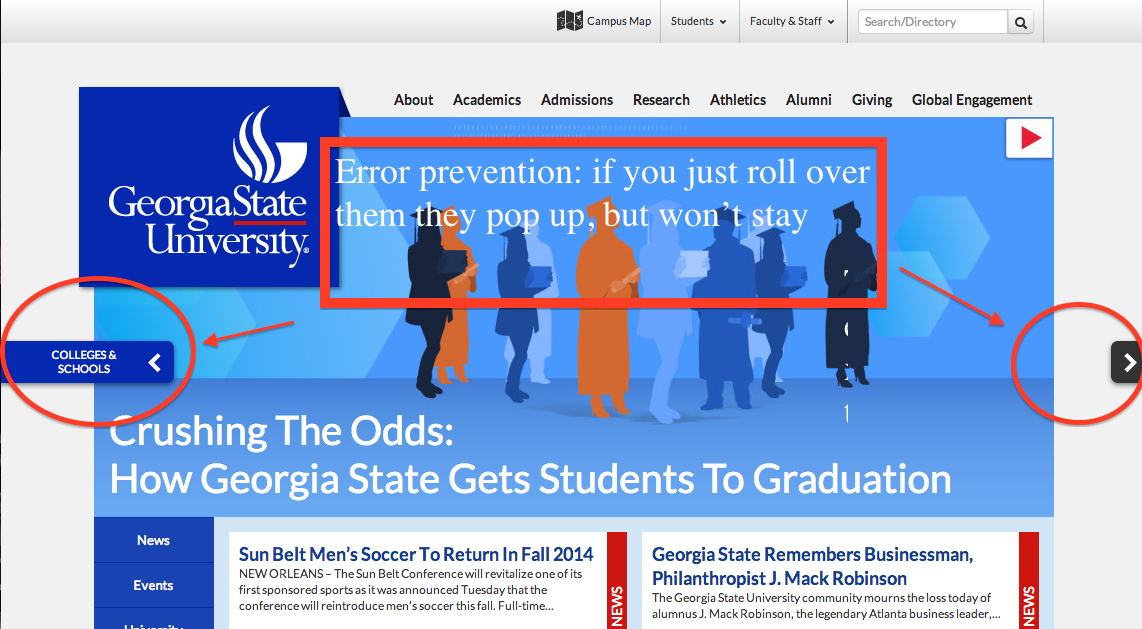 Campus Map Students Faculty & Staff Search/Directory
About Academics Admissions Research Athletics Alumni Giving Global Engagement
GeorgiaState
University®
Error prevention: if you just roll over
them they pop up, but won’t stay
COLLEGES &
SCHOOLS
Crushing The Odds:
How Georgia State Gets Students To Graduation
News
Events
University
Sun Belt Men’s Soccer To Return In Fall 2014
NEW ORLEANS – The Sun Belt Conference will revitalize one of its
first sponsored sports as it was announced Tuesday that the
conference will reintroduce men’s soccer this fall. Full-time...
NEWS
Georgia State Remembers Businessman,
Philanthropist J. Mack Robinson
The Georgia State University community mourns the loss today of
alumnus J. Mack Robinson, the legendary Atlanta business leader,...
NEWS